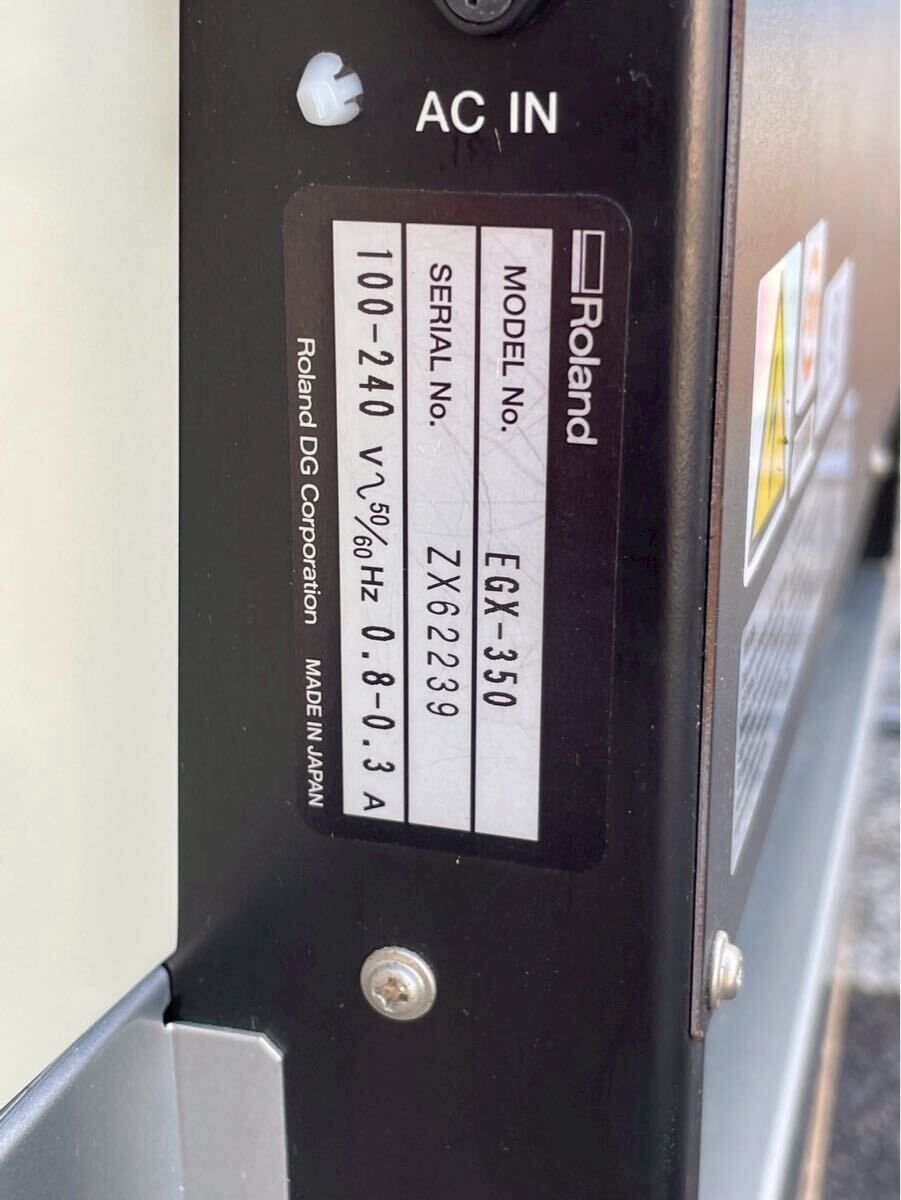 AC IN
Roland
MODEL No. EGX-350
SERIAL No. ZX62239
100-240 V~ 50/60Hz 0.8-0.3 A
Roland DG Corporation MADE IN JAPAN